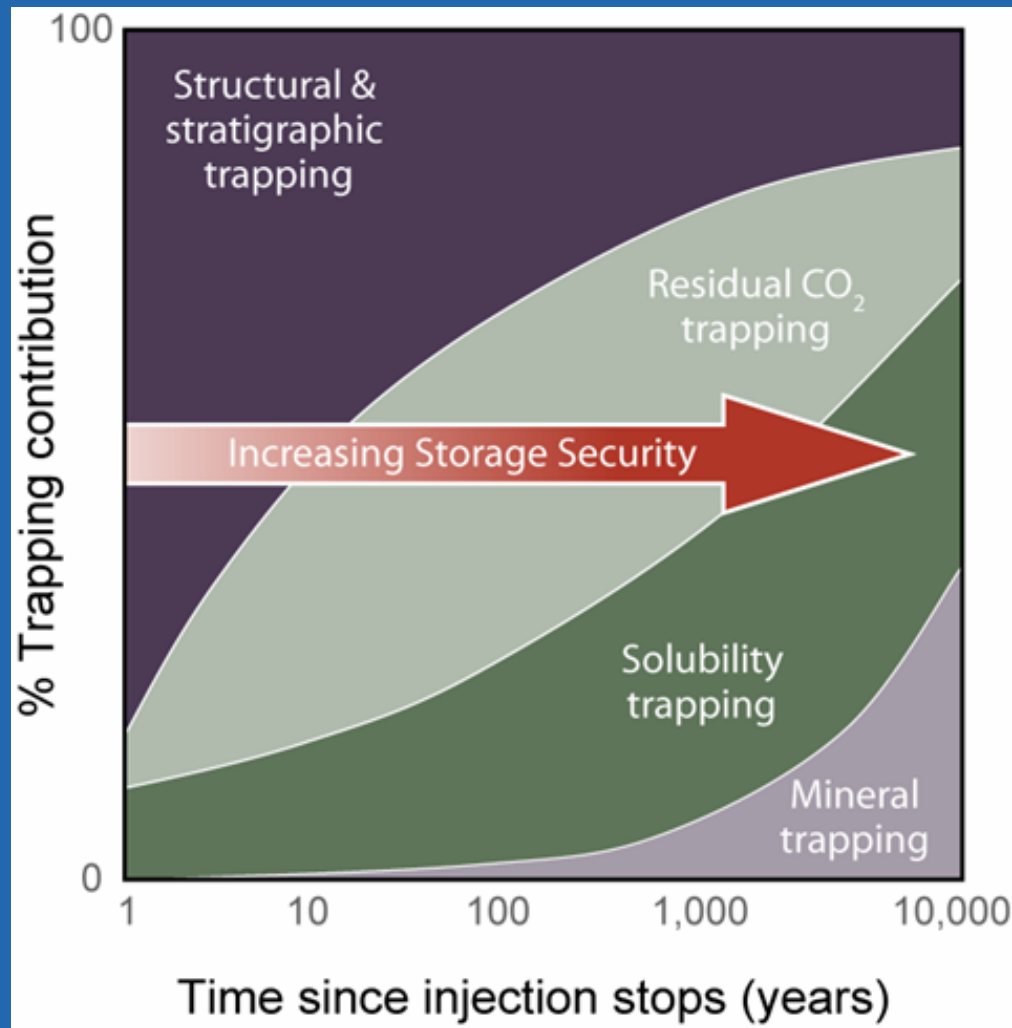 100
Structural &
stratigraphic
trapping
Residual CO₂
trapping
Increasing Storage Security
Solubility
trapping
Mineral
trapping
% Trapping contribution
0
1 10 100 1,000 10,000
Time since injection stops (years)